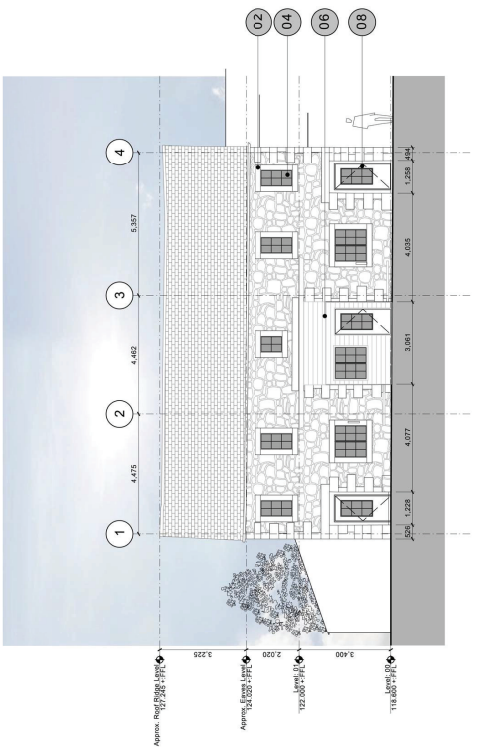 1
2
3
4
4,475
4,462
5,357
02
04
06
08
Approx. Roof Ridge Level
127.245 +:FFL
3,225
Approx. Eaves Level
124.020 +:FFL
2,020
Level: 01
122.000 +:FFL
3,400
Level: 00
118.600 +:FFL
526
1,228
4,077
3,061
4,035
1,258
494